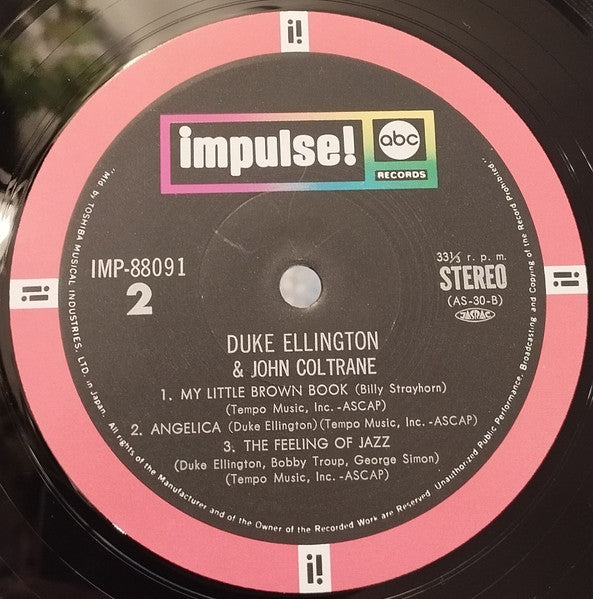 i!
impulse!
abc
RECORDS
IMP-88091
2
33⅓ r. p. m.
STEREO
(AS-30-B)
JASRAC
i!
i!
DUKE ELLINGTON
& JOHN COLTRANE
1. MY LITTLE BROWN BOOK (Billy Strayhorn)
(Tempo Music, Inc.-ASCAP)
2. ANGELICA (Duke Ellington)(Tempo Music, Inc.-ASCAP)
3. THE FEELING OF JAZZ
(Duke Ellington, Bobby Troup, George Simon)
(Tempo Music, Inc.-ASCAP)
"Mfd by TOSHIBA MUSICAL INDUSTRIES, LTD. in Japan. All rights of the Manufacturer and of the Owner of the Recorded Work are Reserved. Unauthorized Public Performance, Broadcasting and Copying of the Record Prohibited"
i!